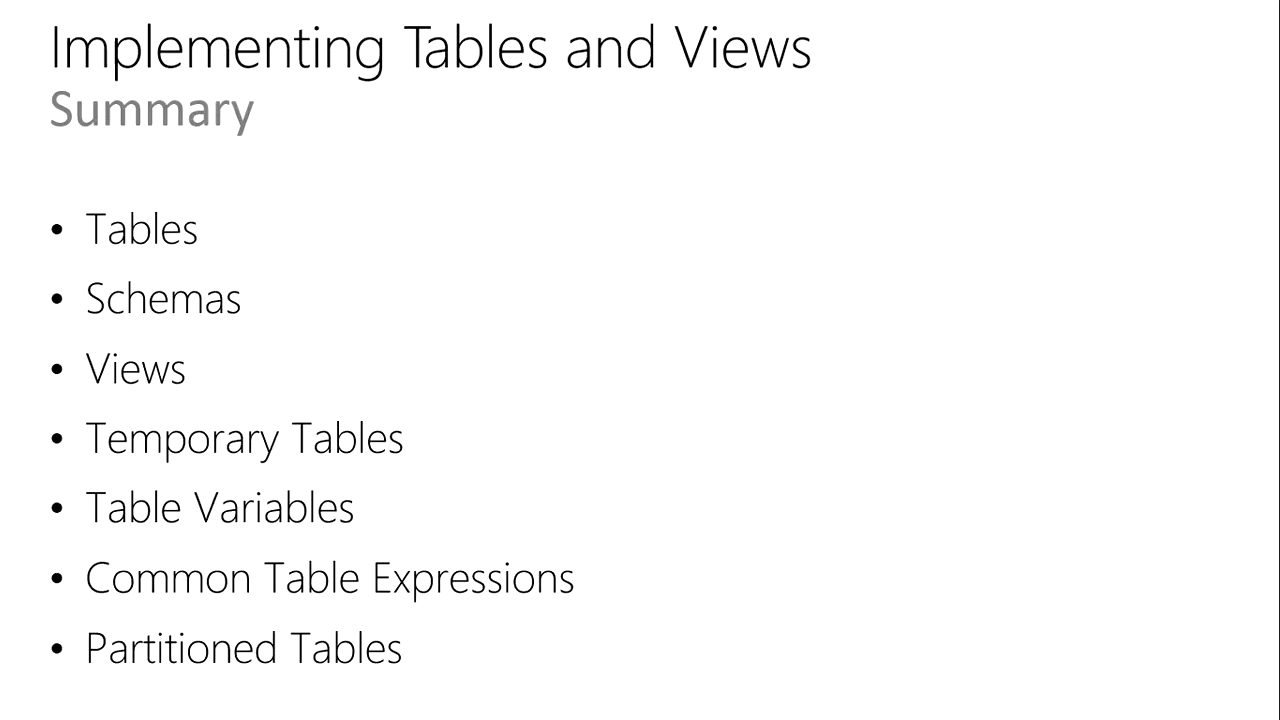 Implementing Tables and Views
Summary
• Tables
• Schemas
• Views
• Temporary Tables
• Table Variables
• Common Table Expressions
• Partitioned Tables